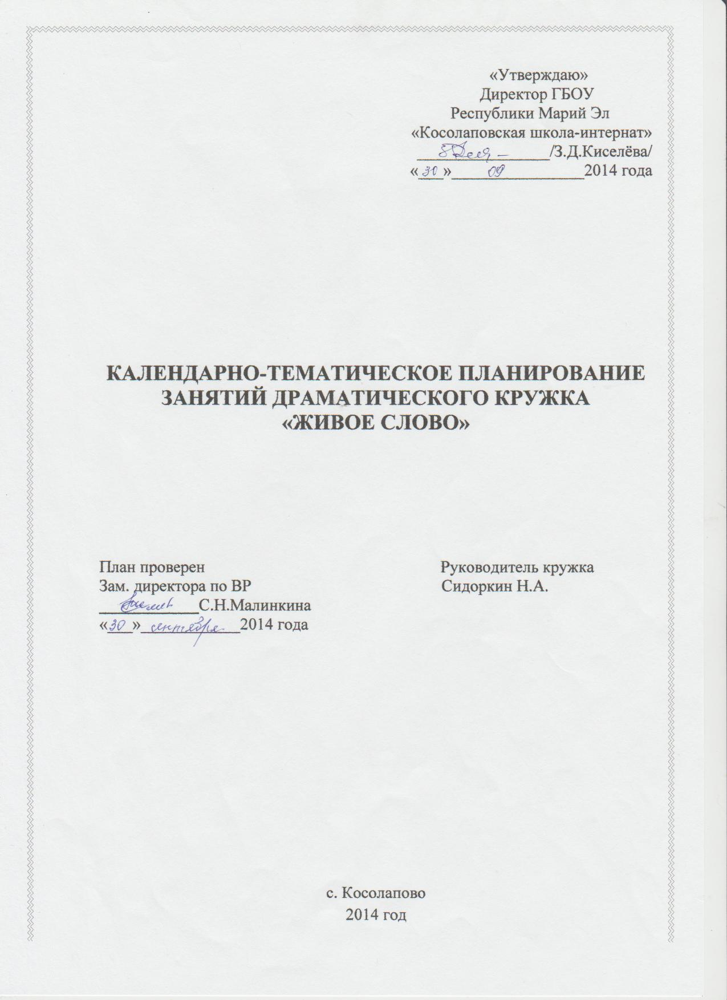 «Утверждаю»
Директор ГБОУ
Республики Марий Эл
«Косолаповская школа-интернат»
/З.Д.Киселёва/
«30» 09 2014 года
КАЛЕНДАРНО-ТЕМАТИЧЕСКОЕ ПЛАНИРОВАНИЕ
ЗАНЯТИЙ ДРАМАТИЧЕСКОГО КРУЖКА
«ЖИВОЕ СЛОВО»
План проверен
Зам. директора по ВР
С.Н.Малинкина
«30» сентября 2014 года
Руководитель кружка
Сидоркин Н.А.
с. Косолапово
2014 год